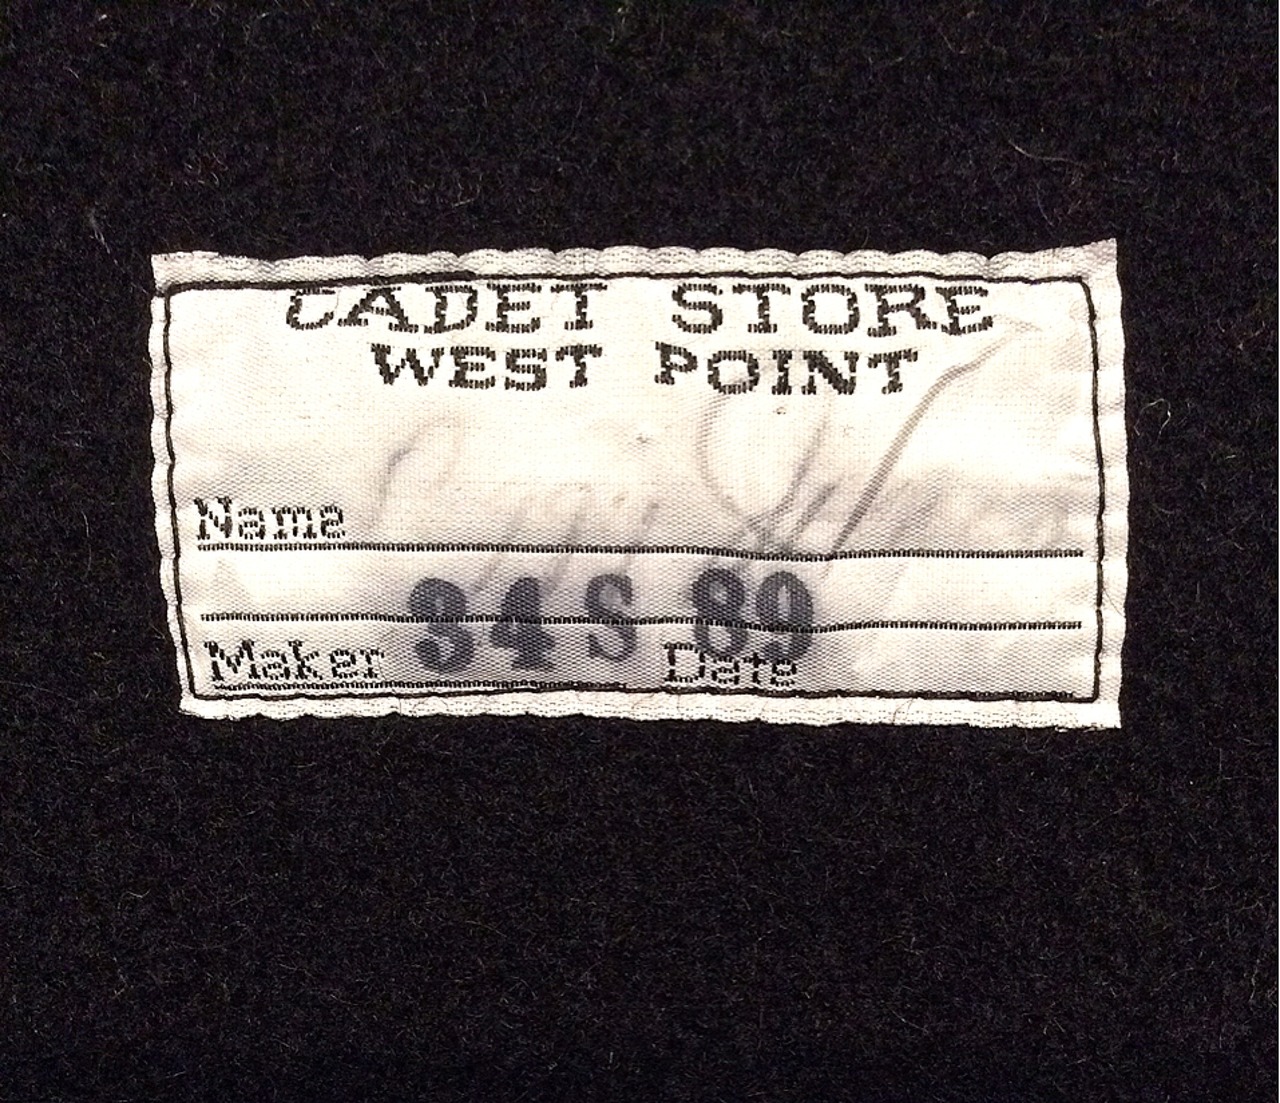 CADET STORE
WEST POINT
Name
34 S 89
Maker Date